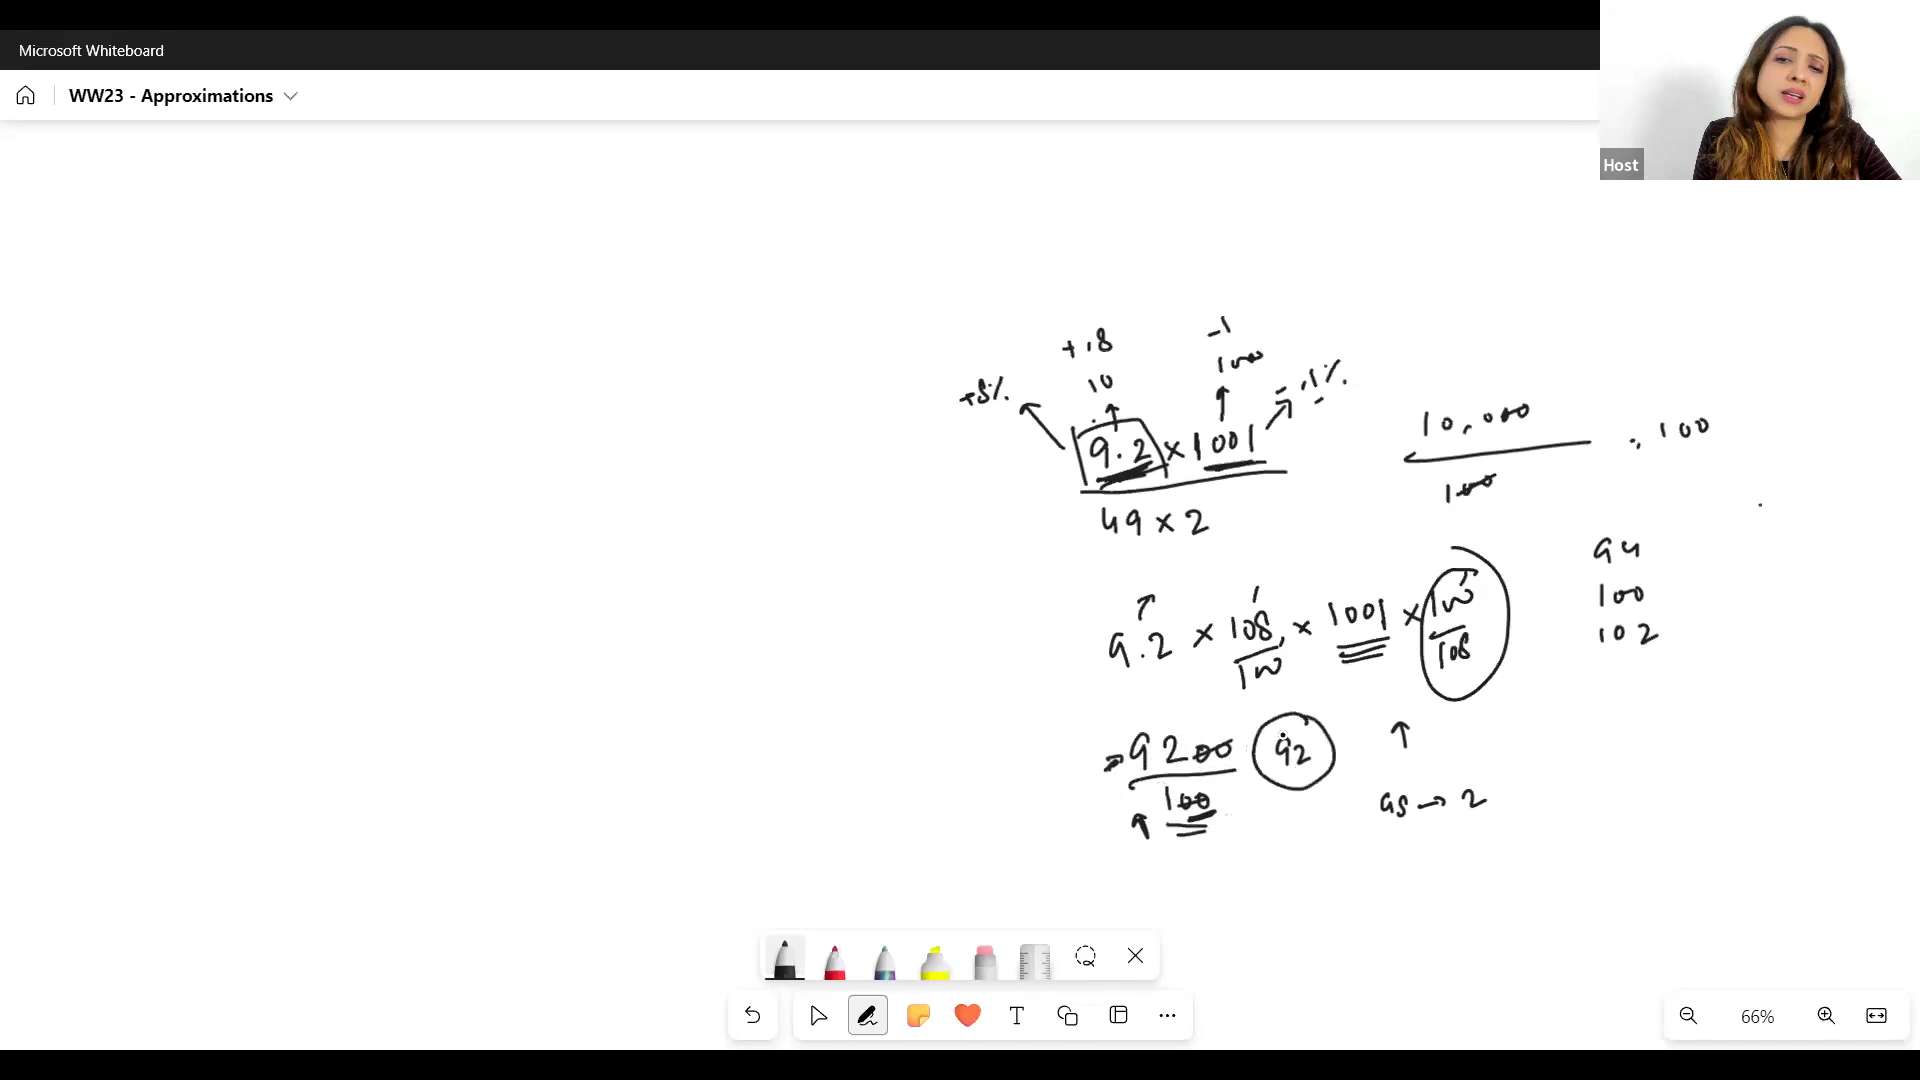 Microsoft Whiteboard
WW23 - Approximations
Host
+.8
-1
10
1000
+8%
-.1%
9.2 × 1001
49 × 2
10,000
100
100
94
100
102
9.2 × 108/100 × 1001 × 100/108
9200
100
92
95 → 2
66%